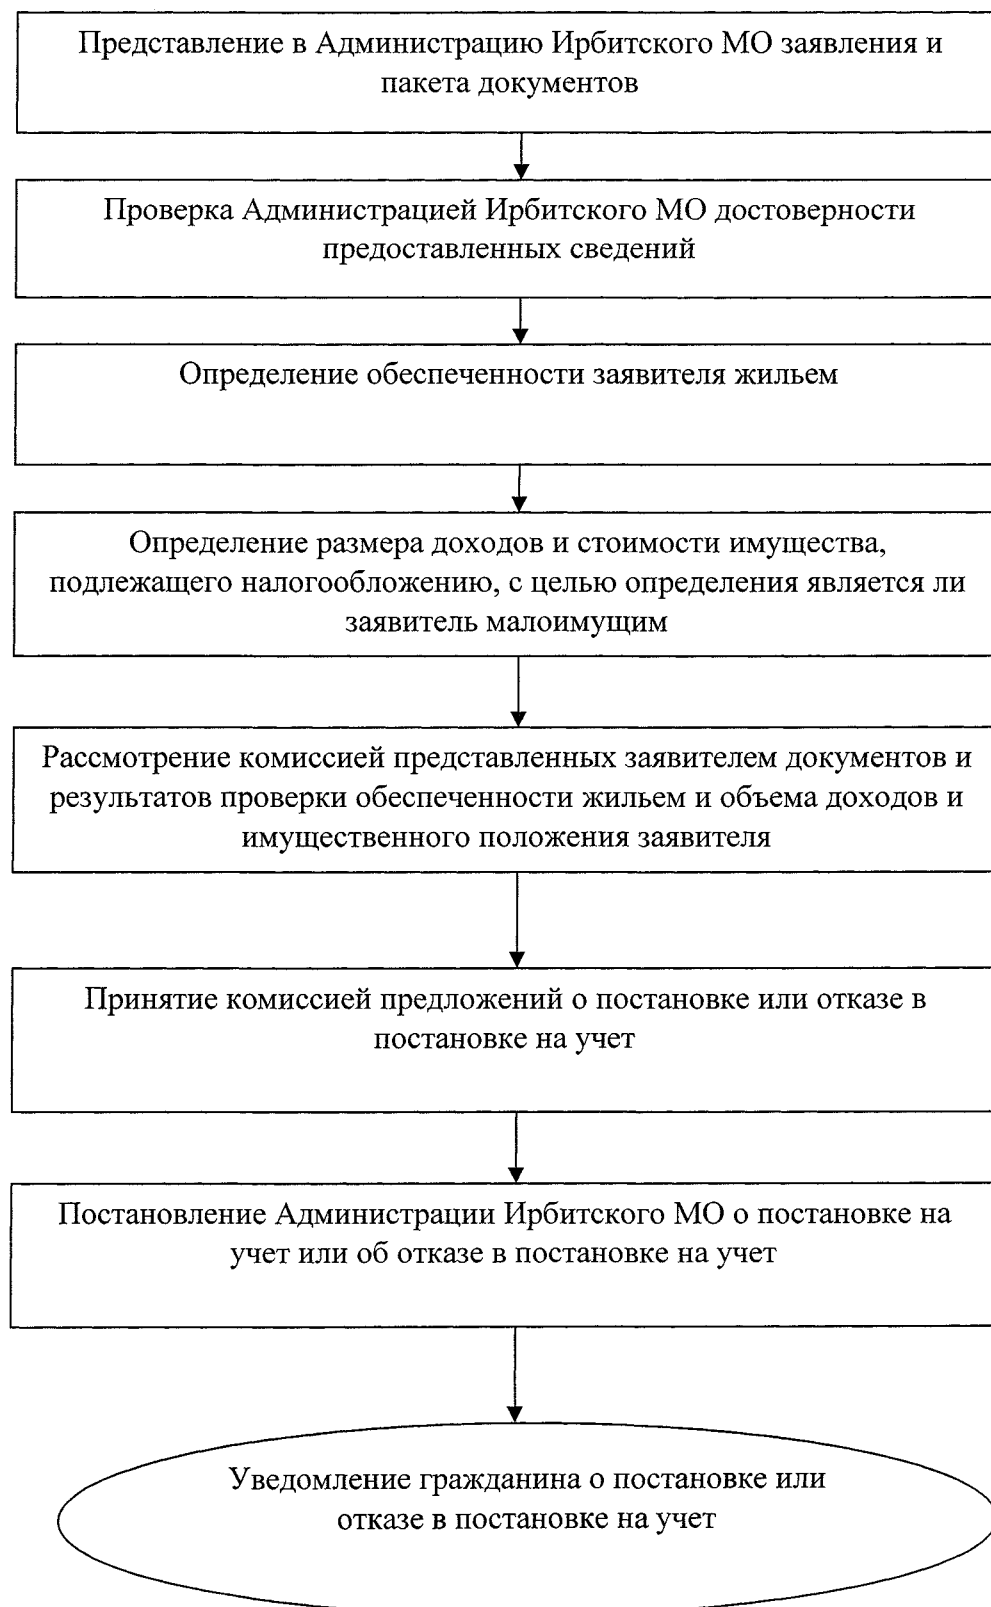 Представление в Администрацию Ирбитского МО заявления и
пакета документов
Проверка Администрацией Ирбитского МО достоверности
предоставленных сведений
Определение обеспеченности заявителя жильем
Определение размера доходов и стоимости имущества,
подлежащего налогообложению, с целью определения является ли
заявитель малоимущим
Рассмотрение комиссией представленных заявителем документов и
результатов проверки обеспеченности жильем и объема доходов и
имущественного положения заявителя
Принятие комиссией предложений о постановке или отказе в
постановке на учет
Постановление Администрации Ирбитского МО о постановке на
учет или об отказе в постановке на учет
Уведомление гражданина о постановке или
отказе в постановке на учет